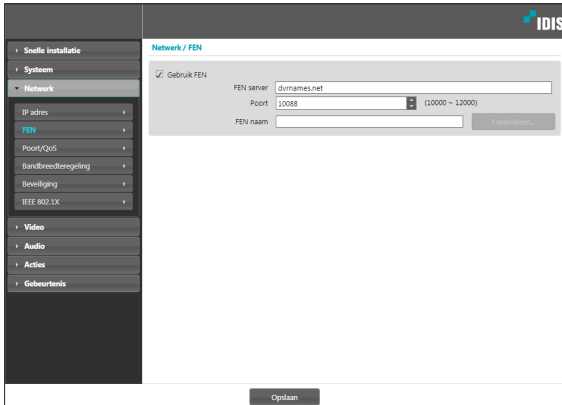 IDIS
Snelle installatie
Systeem
Netwerk
IP adres
FEN
Poort/QoS
Bandbreedteregeling
Beveiliging
IEEE 802.1X
Video
Audio
Acties
Gebeurtenis
Netwerk / FEN
Gebruik FEN
FEN server dvrnames.net
Poort 10088 (10000 ~ 12000)
FEN naam Controleren...
Opslaan